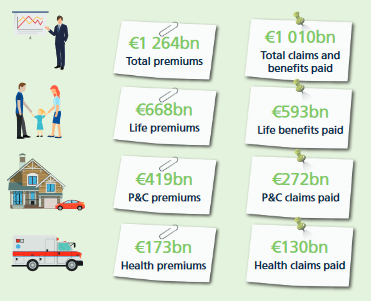 €1 264bn
Total premiums
€1 010bn
Total claims and
benefits paid
€668bn
Life premiums
€593bn
Life benefits paid
€419bn
P&C premiums
€272bn
P&C claims paid
€173bn
Health premiums
€130bn
Health claims paid